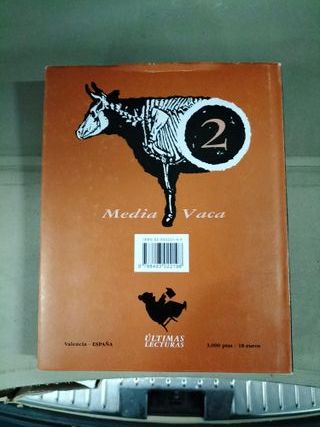 2
Media Vaca
ÚLTIMAS
LECTURAS
Valencia - ESPAÑA
3.000 ptas - 18 euros